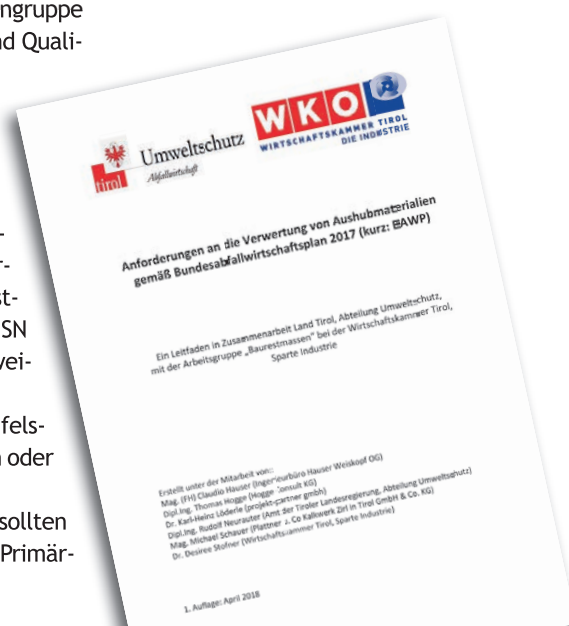 ngruppe
nd Quali-
-
r-
st-
SN
vei-
fels-
oder
sollten
Primär-
tirol
Umweltschutz
Abfallwirtschaft
WKO
WIRTSCHAFTSKAMMER TIROL
DIE INDUSTRIE
Anforderungen an die Verwertung von Aushubmaterialien
gemäß Bundesabfallwirtschaftsplan 2017 (kurz: BAWP)
Ein Leitfaden in Zusammenarbeit Land Tirol, Abteilung Umweltschutz,
mit der Arbeitsgruppe „Baurestmassen" bei der Wirtschaftskammer Tirol,
Sparte Industrie
Erstellt unter der Mitarbeit von:
Mag. (FH) Claudio Hauser (Ingenieurbüro Hauser Weiskopf OG)
Dipl.Ing. Thomas Hogge (Hogge Consult KG)
Dr. Karl-Heinz Löderle (projekt-partner gmbh)
Dipl.Ing. Rudolf Neurauter (Amt der Tiroler Landesregierung, Abteilung Umweltschutz)
Mag. Michael Schauer (Plattner & Co Kalkwerk Zirl in Tirol GmbH & Co. KG)
Dr. Desiree Stofner (Wirtschaftskammer Tirol, Sparte Industrie)
1. Auflage: April 2018